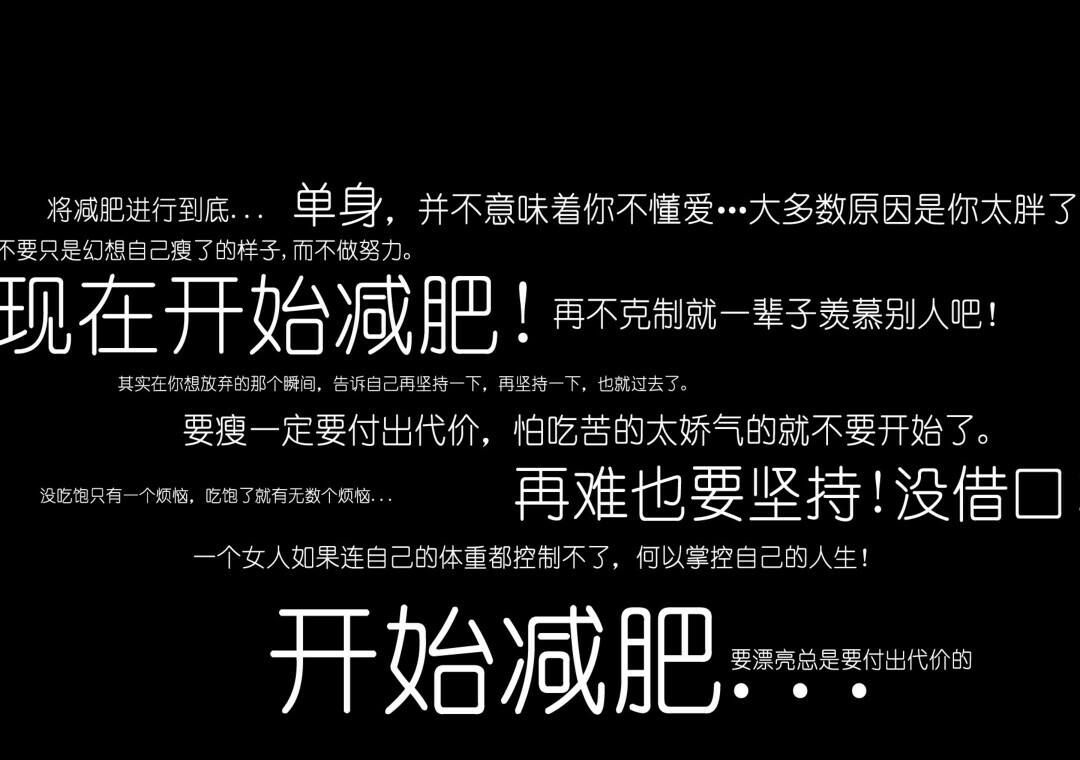 将减肥进行到底...
单身，并不意味着你不懂爱•••大多数原因是你太胖了
不要只是幻想自己瘦了的样子,而不做努力。
现在开始减肥！
再不克制就一辈子羡慕别人吧！
其实在你想放弃的那个瞬间，告诉自己再坚持一下，再坚持一下，也就过去了。
要瘦一定要付出代价，怕吃苦的太娇气的就不要开始了。
没吃饱只有一个烦恼，吃饱了就有无数个烦恼...
再难也要坚持！没借口
一个女人如果连自己的体重都控制不了，何以掌控自己的人生！
开始减肥...
要漂亮总是要付出代价的